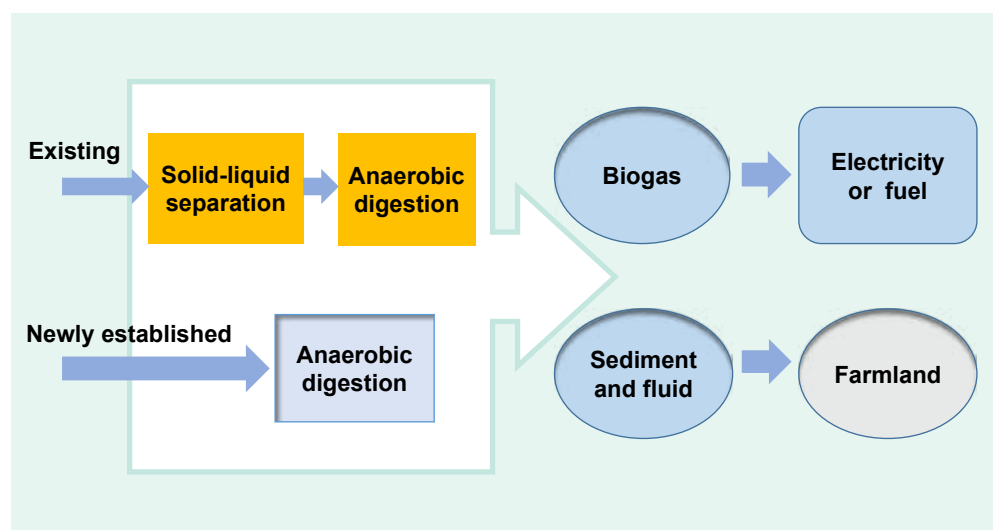 Existing
Solid-liquid
separation
Anaerobic
digestion
Biogas
Electricity
or fuel
Newly established
Anaerobic
digestion
Sediment
and fluid
Farmland